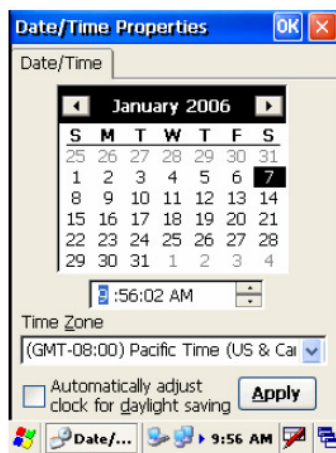 Date/Time Properties OK
Date/Time
January 2006
S M T W T F S
25 26 27 28 29 30 31
1 2 3 4 5 6 7
8 9 10 11 12 13 14
15 16 17 18 19 20 21
22 23 24 25 26 27 28
29 30 31 1 2 3 4
9:56:02 AM
Time Zone
(GMT-08:00) Pacific Time (US & Ca
Automatically adjust
clock for daylight saving
Apply
Date/... 9:56 AM